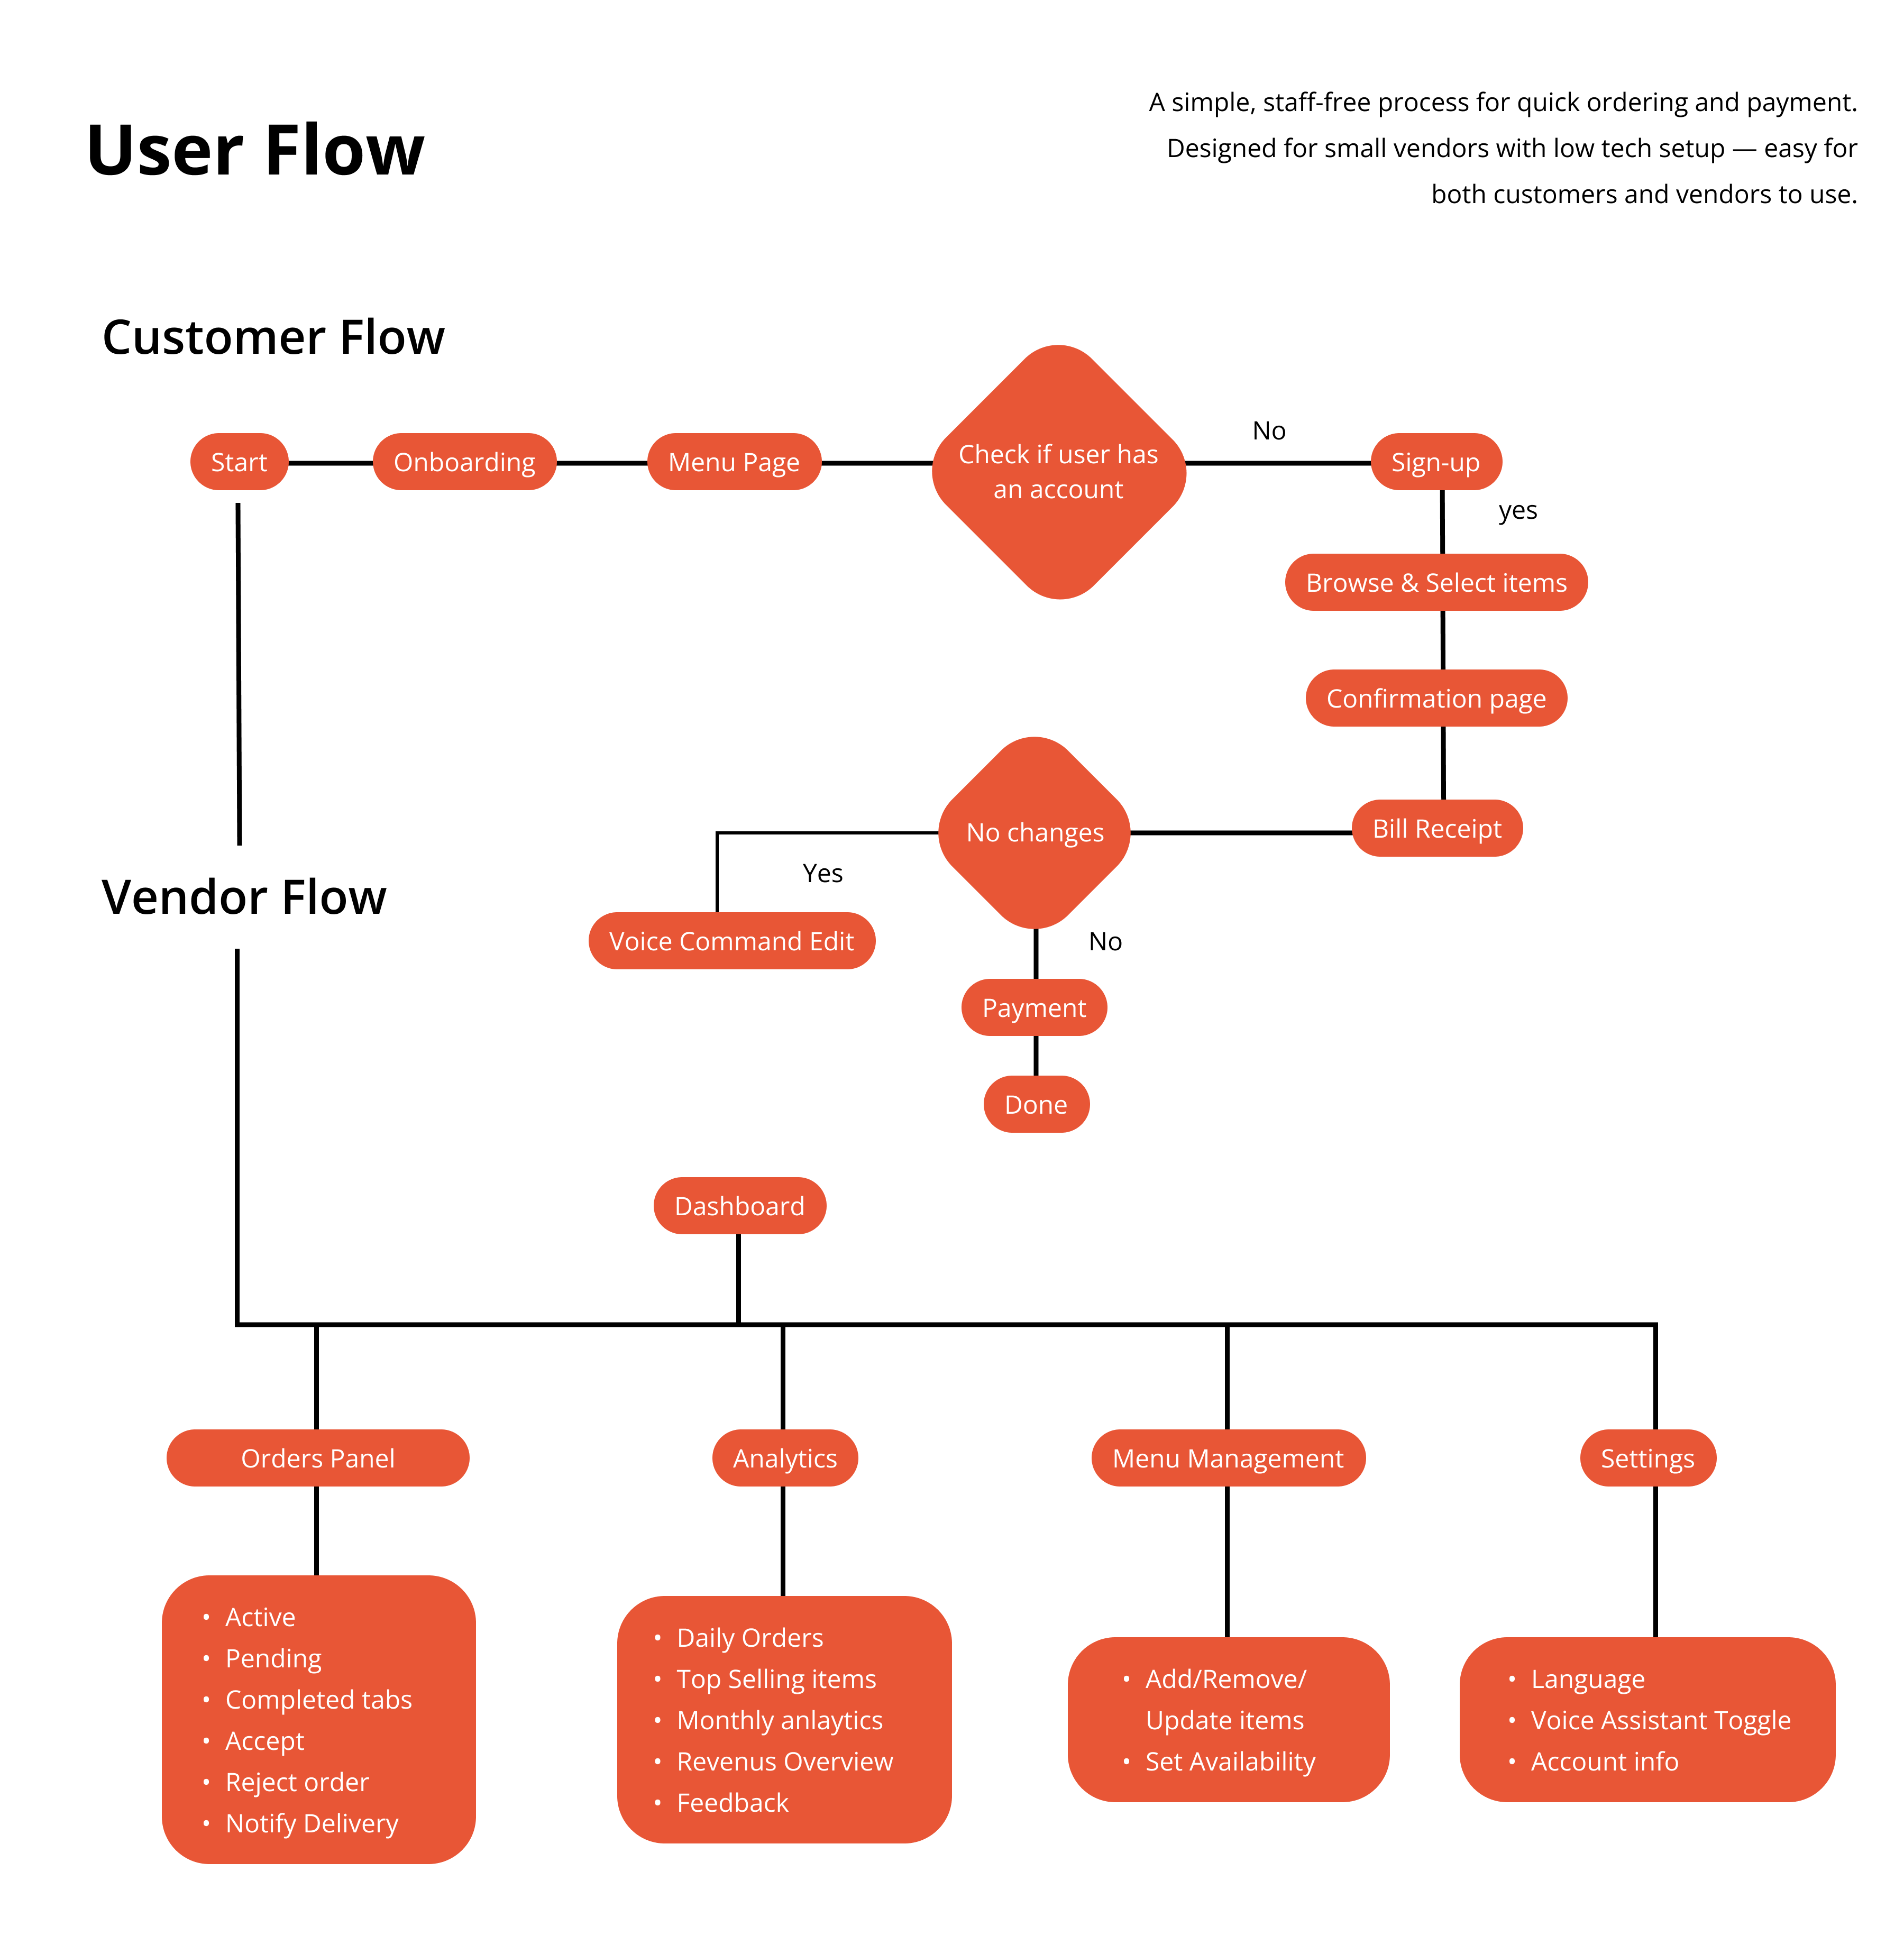 User Flow
A simple, staff-free process for quick ordering and payment.
Designed for small vendors with low tech setup — easy for
both customers and vendors to use.
Customer Flow
Start
Onboarding
Menu Page
Check if user has
an account
No
Sign-up
yes
Browse & Select items
Confirmation page
Bill Receipt
No changes
Yes
Voice Command Edit
No
Payment
Done
Vendor Flow
Dashboard
Orders Panel
• Active
• Pending
• Completed tabs
• Accept
• Reject order
• Notify Delivery
Analytics
• Daily Orders
• Top Selling items
• Monthly anlaytics
• Revenus Overview
• Feedback
Menu Management
• Add/Remove/
Update items
• Set Availability
Settings
• Language
• Voice Assistant Toggle
• Account info